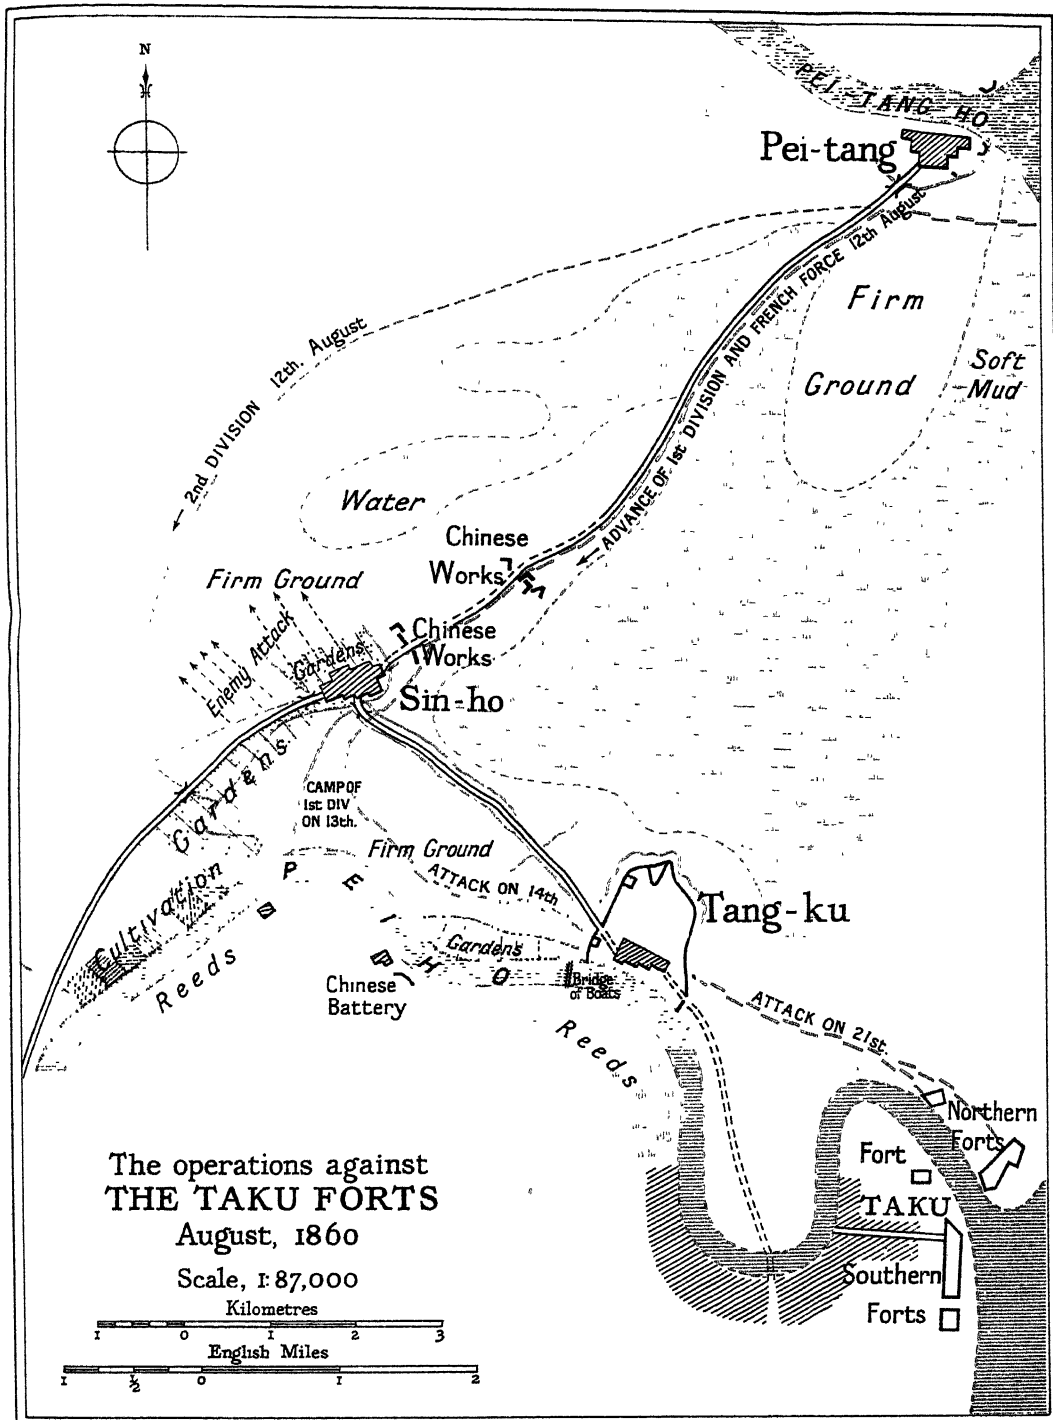 N
PEI-TANG HO
Pei-tang
12th August
ADVANCE OF 1st DIVISION AND FRENCH FORCE 12th August
Firm
Ground
Soft
Mud
2nd DIVISION
Water
Chinese
Works
Firm Ground
Enemy Attack
Gardens
Chinese
Works
Sin-ho
Gardens
CAMP OF
1st DIV
ON 13th.
Firm Ground
ATTACK ON 14th
PEI HO
Tang-ku
Cultivation
Reeds
Gardens
Chinese
Battery
Bridge
of Boats
Reeds
ATTACK ON 21st.
Northern
Forts
Fort
TAKU
Southern
Forts
The operations against
THE TAKU FORTS
August, 1860
Scale, 1:87,000
Kilometres
1 0 1 2 3
English Miles
1 ½ 0 1 2